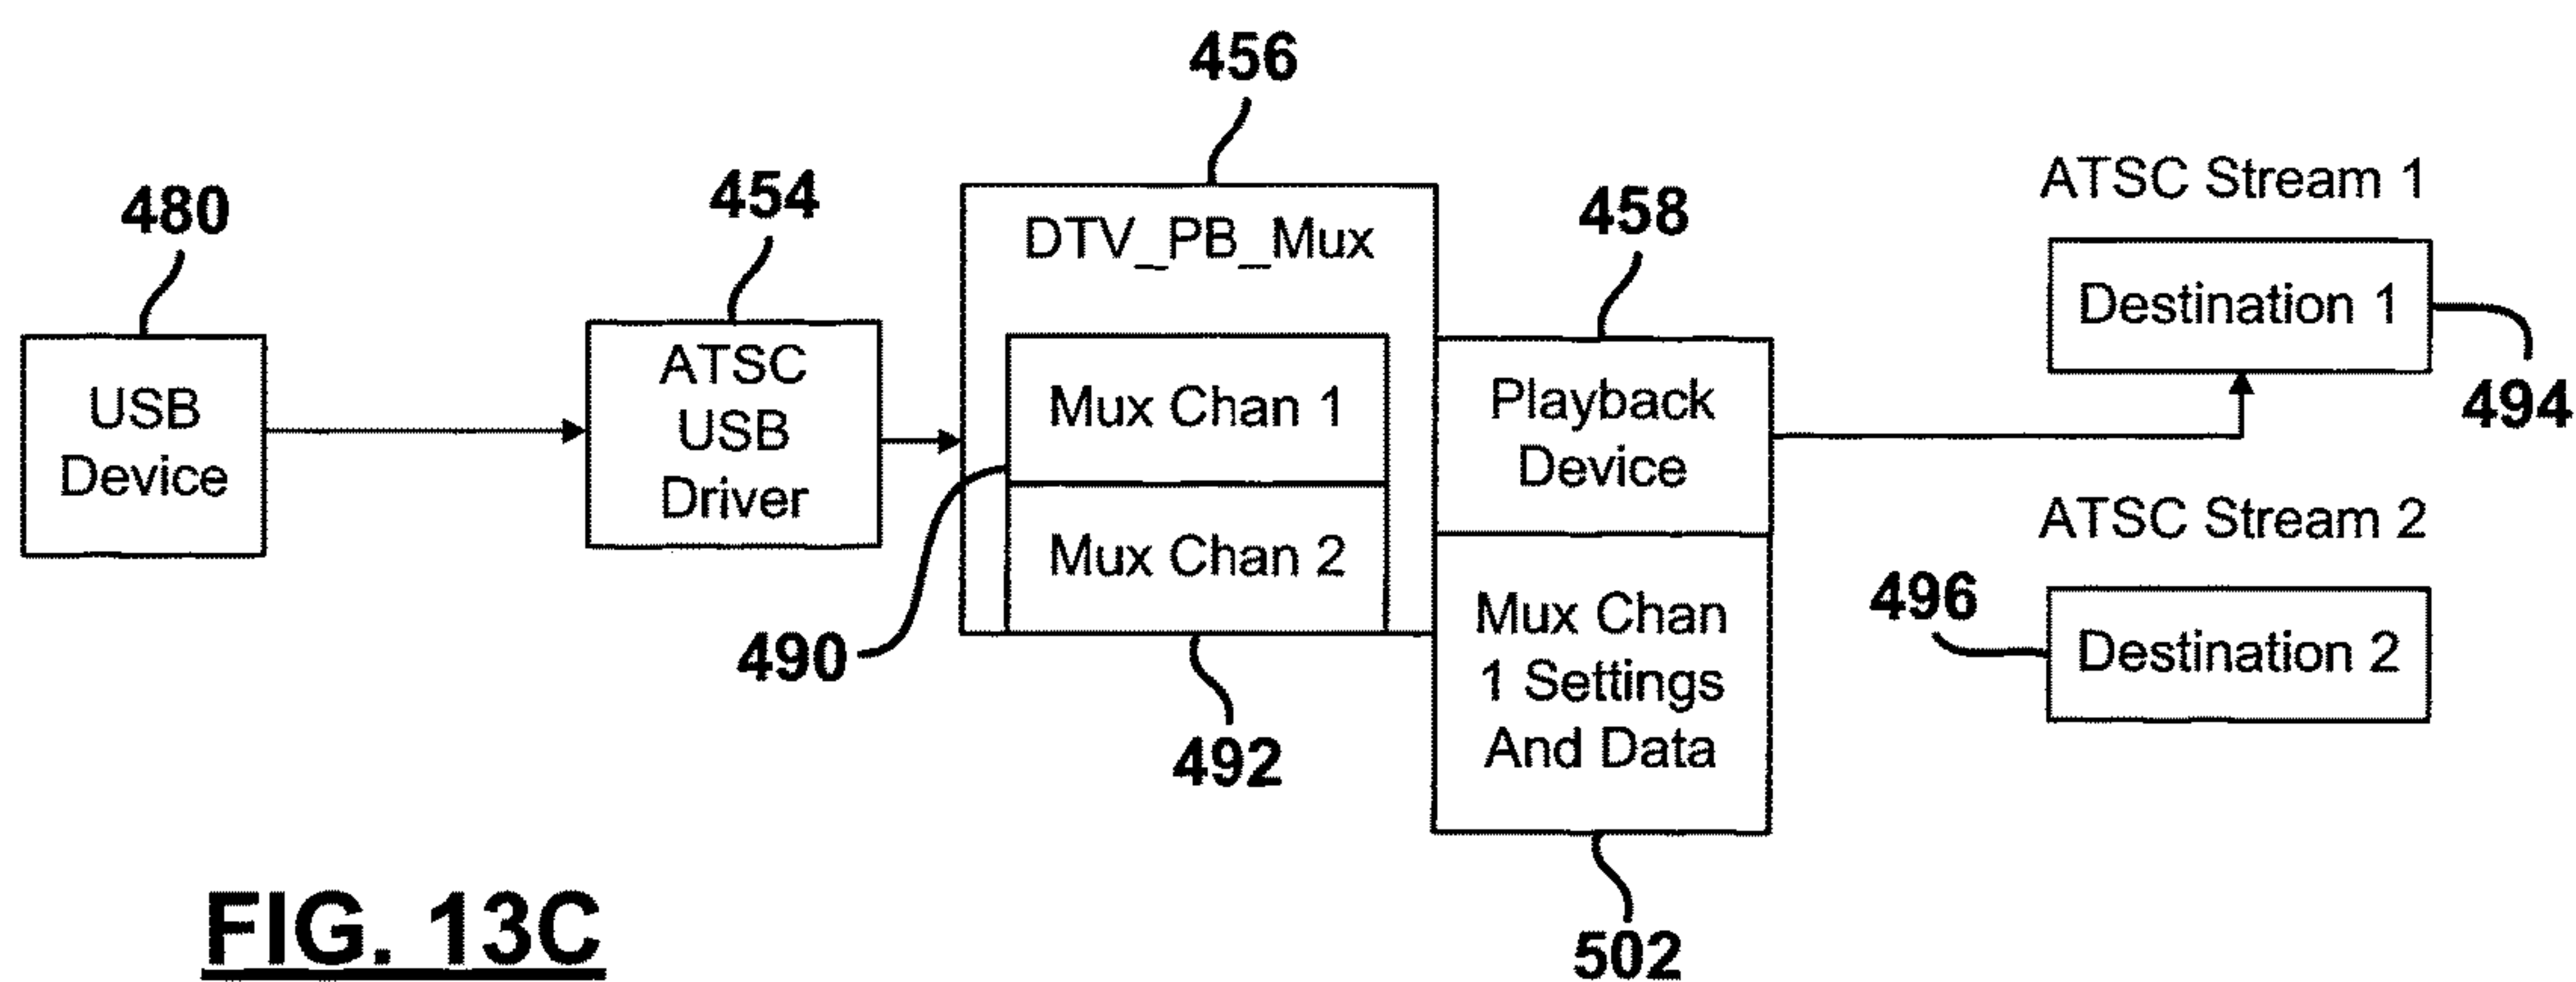 456
480
454
458
ATSC Stream 1
DTV_PB_Mux
Destination 1
494
USB
Device
ATSC
USB
Driver
Mux Chan 1
Mux Chan 2
Playback
Device
ATSC Stream 2
496
Destination 2
490
492
Mux Chan
1 Settings
And Data
502
FIG. 13C